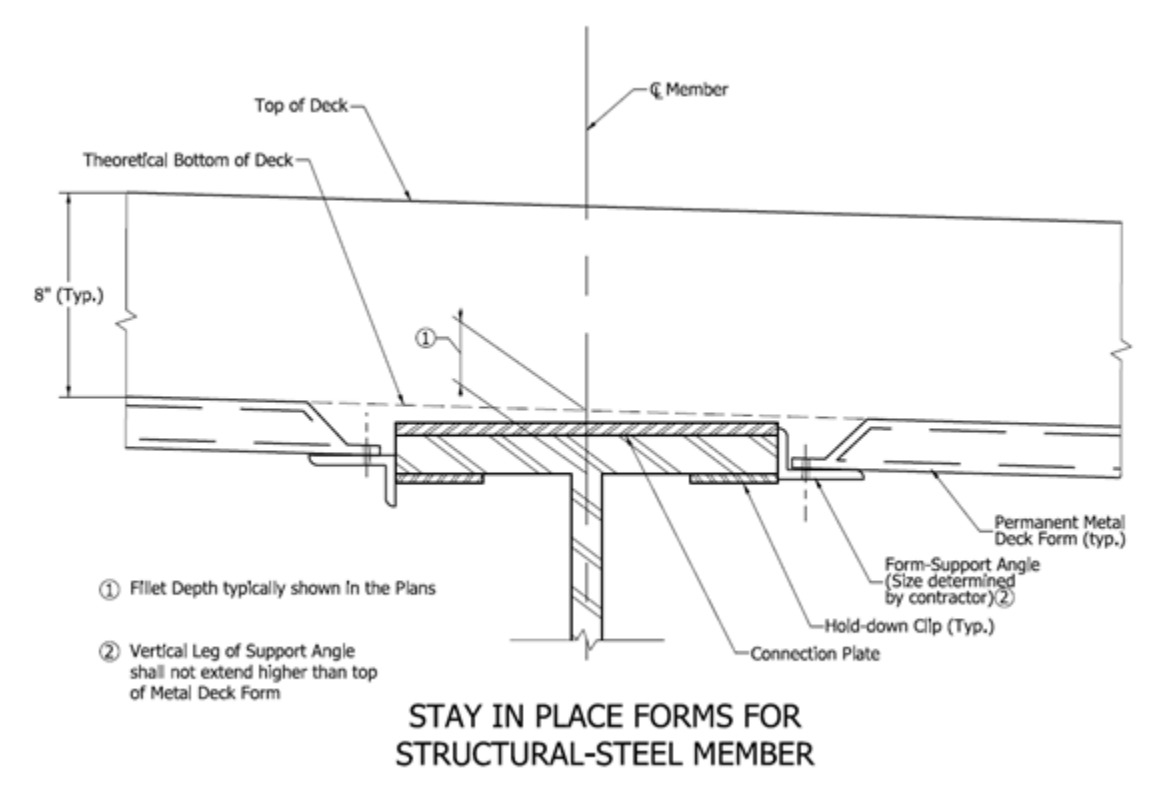 ℄ Member
Top of Deck
Theoretical Bottom of Deck
8" (Typ.)
①
Permanent Metal
Deck Form (typ.)
Form-Support Angle
(Size determined
by contractor)②
Hold-down Clip (Typ.)
Connection Plate
① Fillet Depth typically shown in the Plans
② Vertical Leg of Support Angle
shall not extend higher than top
of Metal Deck Form
STAY IN PLACE FORMS FOR
STRUCTURAL-STEEL MEMBER